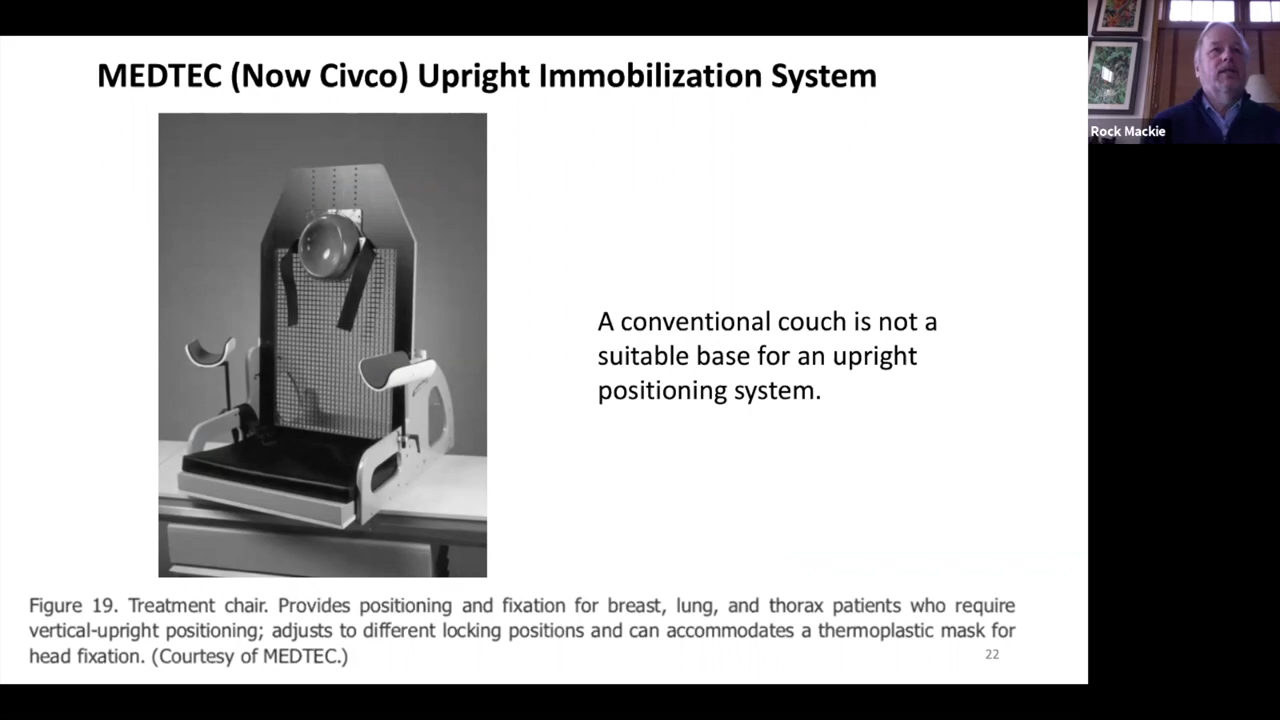 MEDTEC (Now Civco) Upright Immobilization System
Rock Mackie
A conventional couch is not a
suitable base for an upright
positioning system.
Figure 19. Treatment chair. Provides positioning and fixation for breast, lung, and thorax patients who require
vertical-upright positioning; adjusts to different locking positions and can accommodates a thermoplastic mask for
head fixation. (Courtesy of MEDTEC.)
22